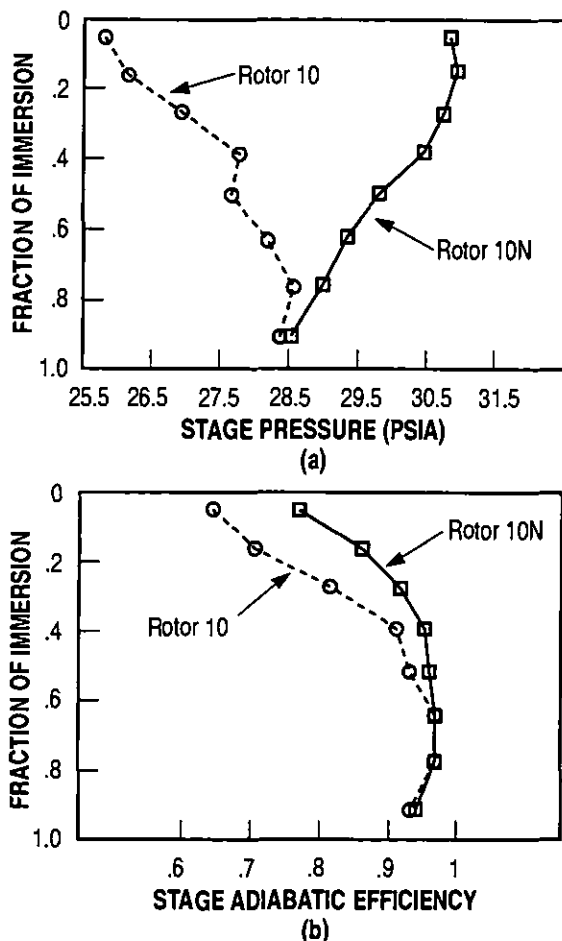 0
.2
.4
.6
.8
1.0
FRACTION OF IMMERSION
Rotor 10
Rotor 10N
25.5 26.5 27.5 28.5 29.5 30.5 31.5
STAGE PRESSURE (PSIA)
(a)
0
.2
.4
.6
.8
1.0
FRACTION OF IMMERSION
Rotor 10N
Rotor 10
.6 .7 .8 .9 1
STAGE ADIABATIC EFFICIENCY
(b)